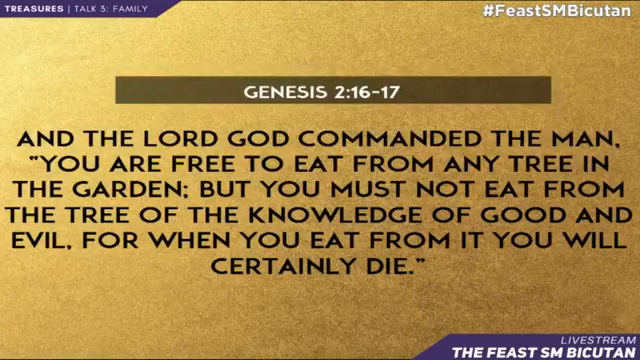 TREASURES | TALK 3: FAMILY
#FeastSMBicutan
GENESIS 2:16-17
AND THE LORD GOD COMMANDED THE MAN,
"YOU ARE FREE TO EAT FROM ANY TREE IN
THE GARDEN; BUT YOU MUST NOT EAT FROM
THE TREE OF THE KNOWLEDGE OF GOOD AND
EVIL, FOR WHEN YOU EAT FROM IT YOU WILL
CERTAINLY DIE."
LIVESTREAM
THE FEAST SM BICUTAN